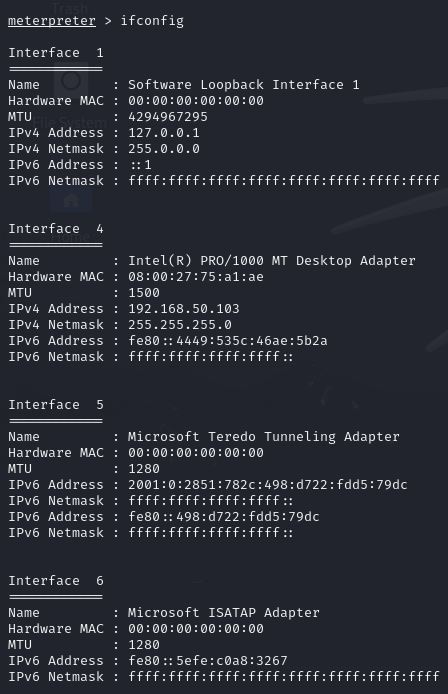 Trash
meterpreter > ifconfig
Interface  1
============
Name         : Software Loopback Interface 1
Hardware MAC : 00:00:00:00:00:00
MTU          : 4294967295
File System
IPv4 Address : 127.0.0.1
IPv4 Netmask : 255.0.0.0
IPv6 Address : ::1
IPv6 Netmask : ffff:ffff:ffff:ffff:ffff:ffff:ffff:ffff
Interface  4
============
Home
Name         : Intel(R) PRO/1000 MT Desktop Adapter
Hardware MAC : 08:00:27:75:a1:ae
MTU          : 1500
IPv4 Address : 192.168.50.103
IPv4 Netmask : 255.255.255.0
IPv6 Address : fe80::4449:535c:46ae:5b2a
IPv6 Netmask : ffff:ffff:ffff:ffff::
Interface  5
============
Name         : Microsoft Teredo Tunneling Adapter
Hardware MAC : 00:00:00:00:00:00
MTU          : 1280
IPv6 Address : 2001:0:2851:782c:498:d722:fdd5:79dc
IPv6 Netmask : ffff:ffff:ffff:ffff::
IPv6 Address : fe80::498:d722:fdd5:79dc
IPv6 Netmask : ffff:ffff:ffff:ffff::
Interface  6
============
Name         : Microsoft ISATAP Adapter
Hardware MAC : 00:00:00:00:00:00
MTU          : 1280
IPv6 Address : fe80::5efe:c0a8:3267
IPv6 Netmask : ffff:ffff:ffff:ffff:ffff:ffff:ffff:ffff